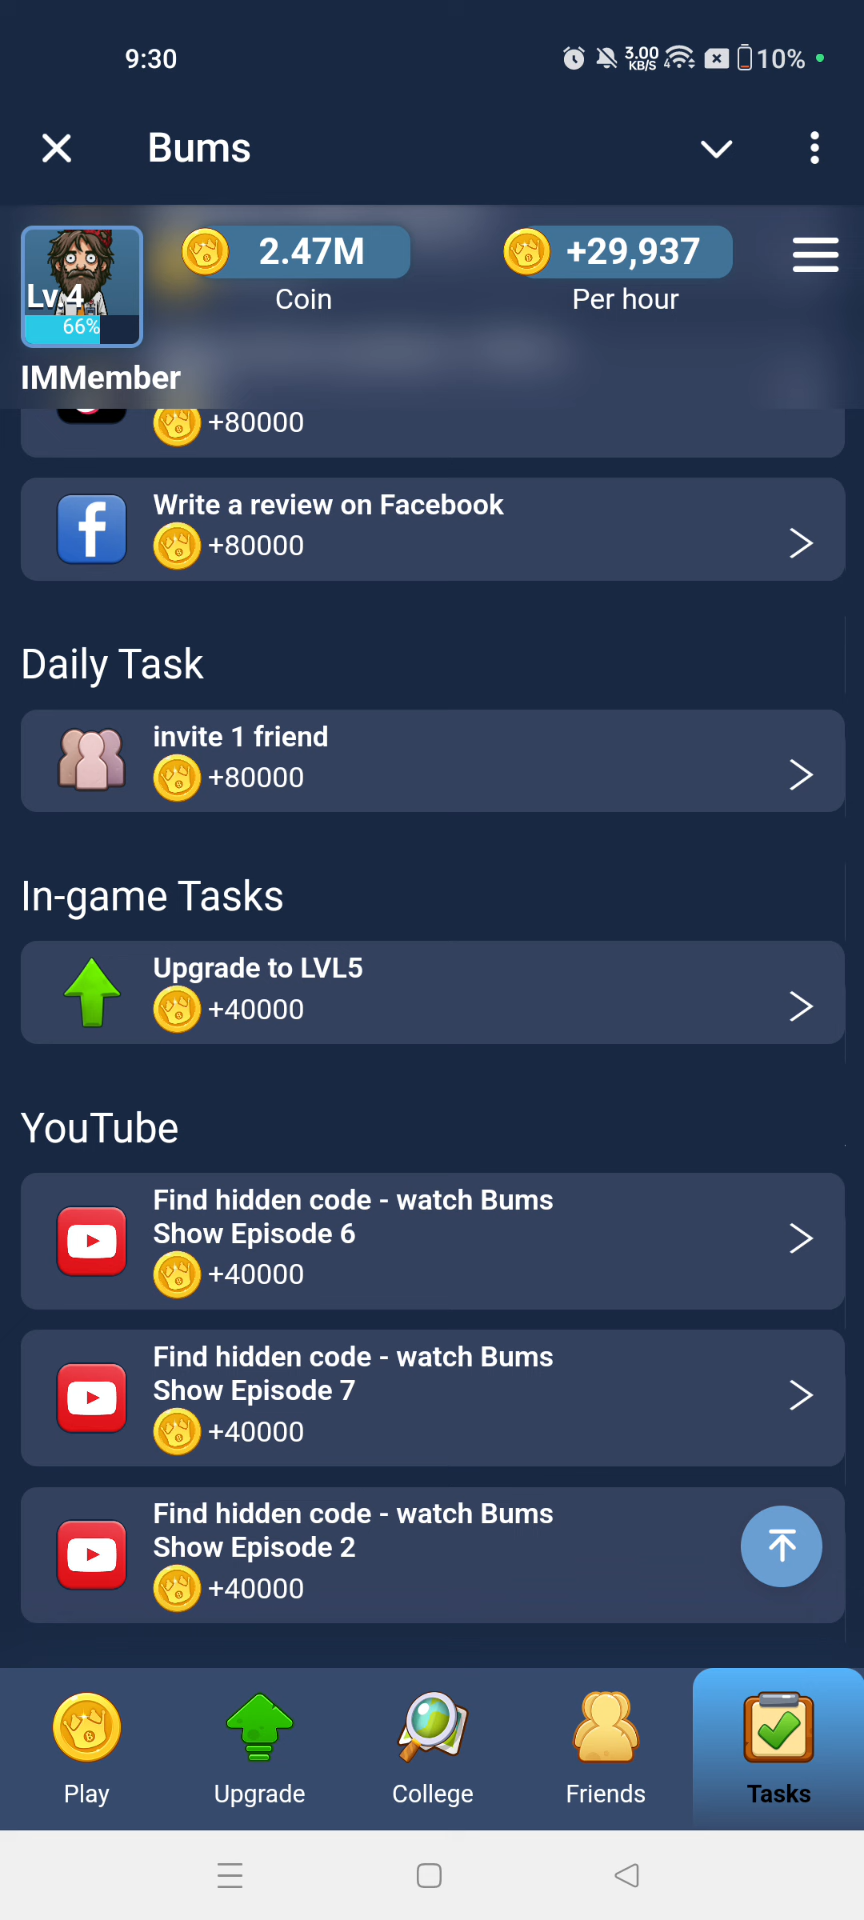 9:30
3.00
KB/S
4
10%
Bums
2.47M
+29,937
Coin
Per hour
Lv.4
66%
IMMember
+80000
Write a review on Facebook
+80000
Daily Task
invite 1 friend
+80000
In-game Tasks
Upgrade to LVL5
+40000
YouTube
Find hidden code - watch Bums
Show Episode 6
+40000
Find hidden code - watch Bums
Show Episode 7
+40000
Find hidden code - watch Bums
Show Episode 2
+40000
Play
Upgrade
College
Friends
Tasks